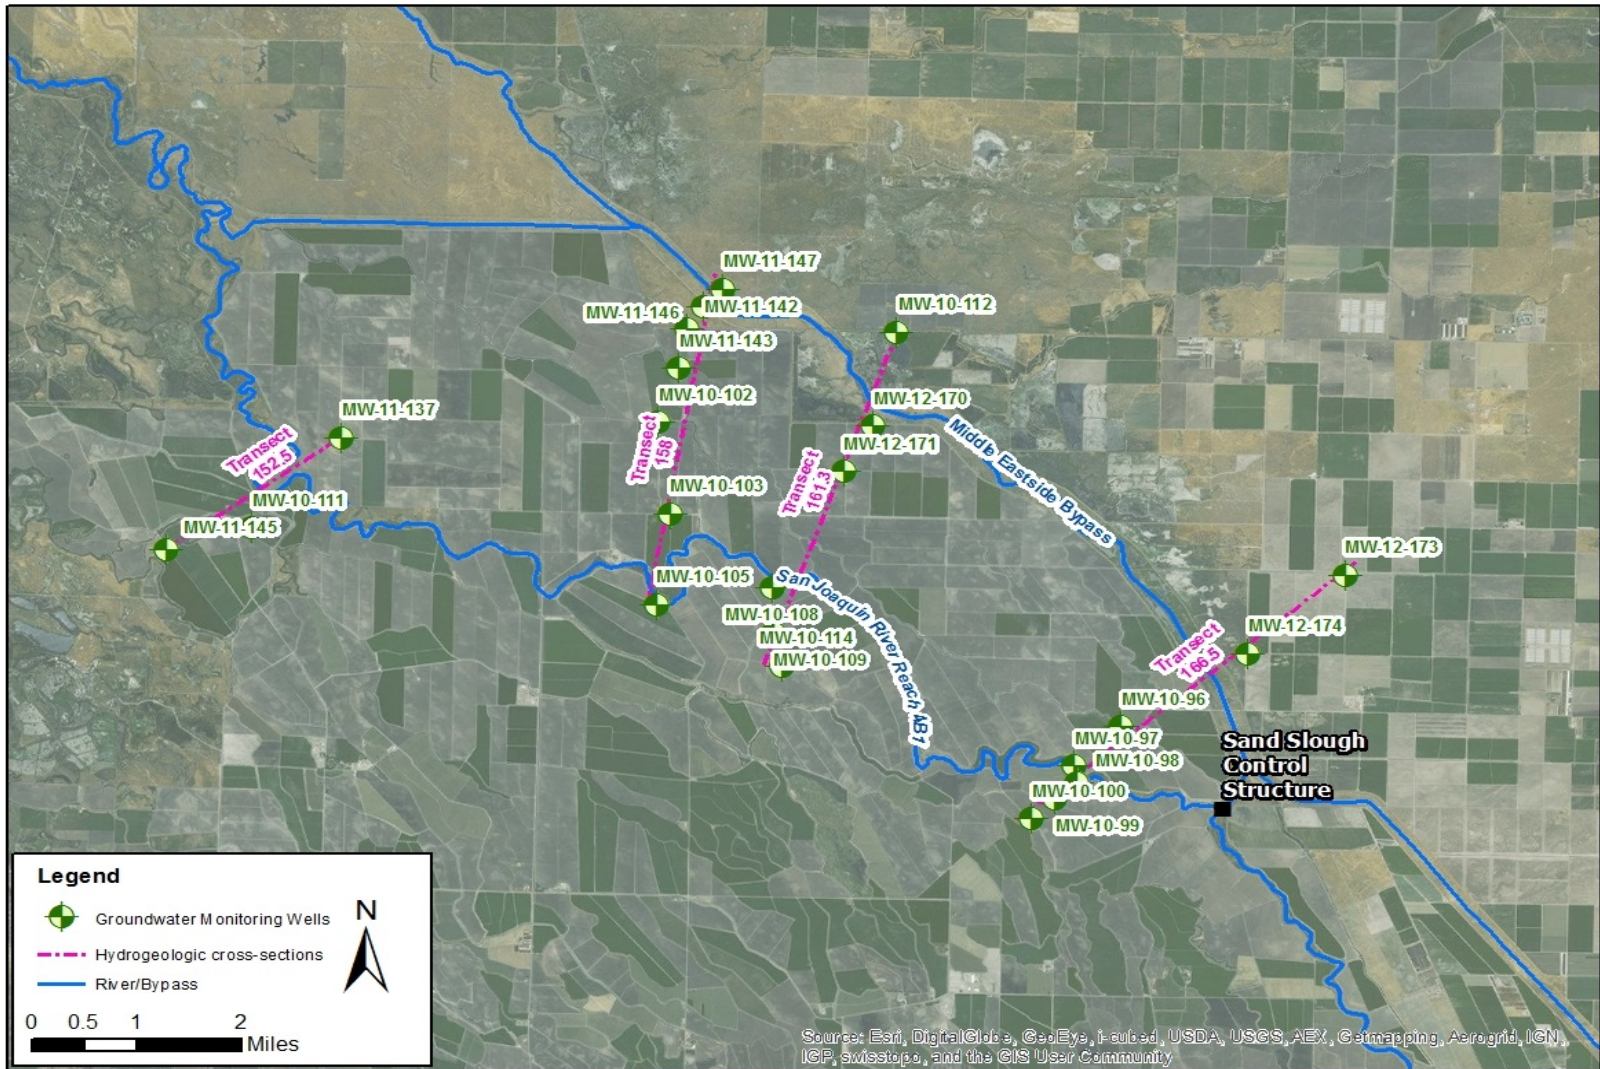 MW-11-147
MW-11-146
MW-11-142
MW-10-112
MW-11-143
MW-10-102
MW-12-170
MW-11-137
Transect
152.5
Transect
158
MW-12-171
Middle Eastside Bypass
MW-10-111
MW-10-103
Transect
161.3
MW-11-145
MW-12-173
MW-10-105
San Joaquin River Reach 4B1
MW-10-108
MW-12-174
MW-10-114
MW-10-109
Transect
166.5
MW-10-96
MW-10-97
MW-10-98
Sand Slough
Control
Structure
MW-10-100
MW-10-99
Legend
Groundwater Monitoring Wells
N
Hydrogeologic cross-sections
River/Bypass
0 0.5 1 2
Miles
Source: Esri, DigitalGlobe, GeoEye, i-cubed, USDA, USGS, AEX, Getmapping, Aerogrid, IGN,
IGP, swisstopo, and the GIS User Community